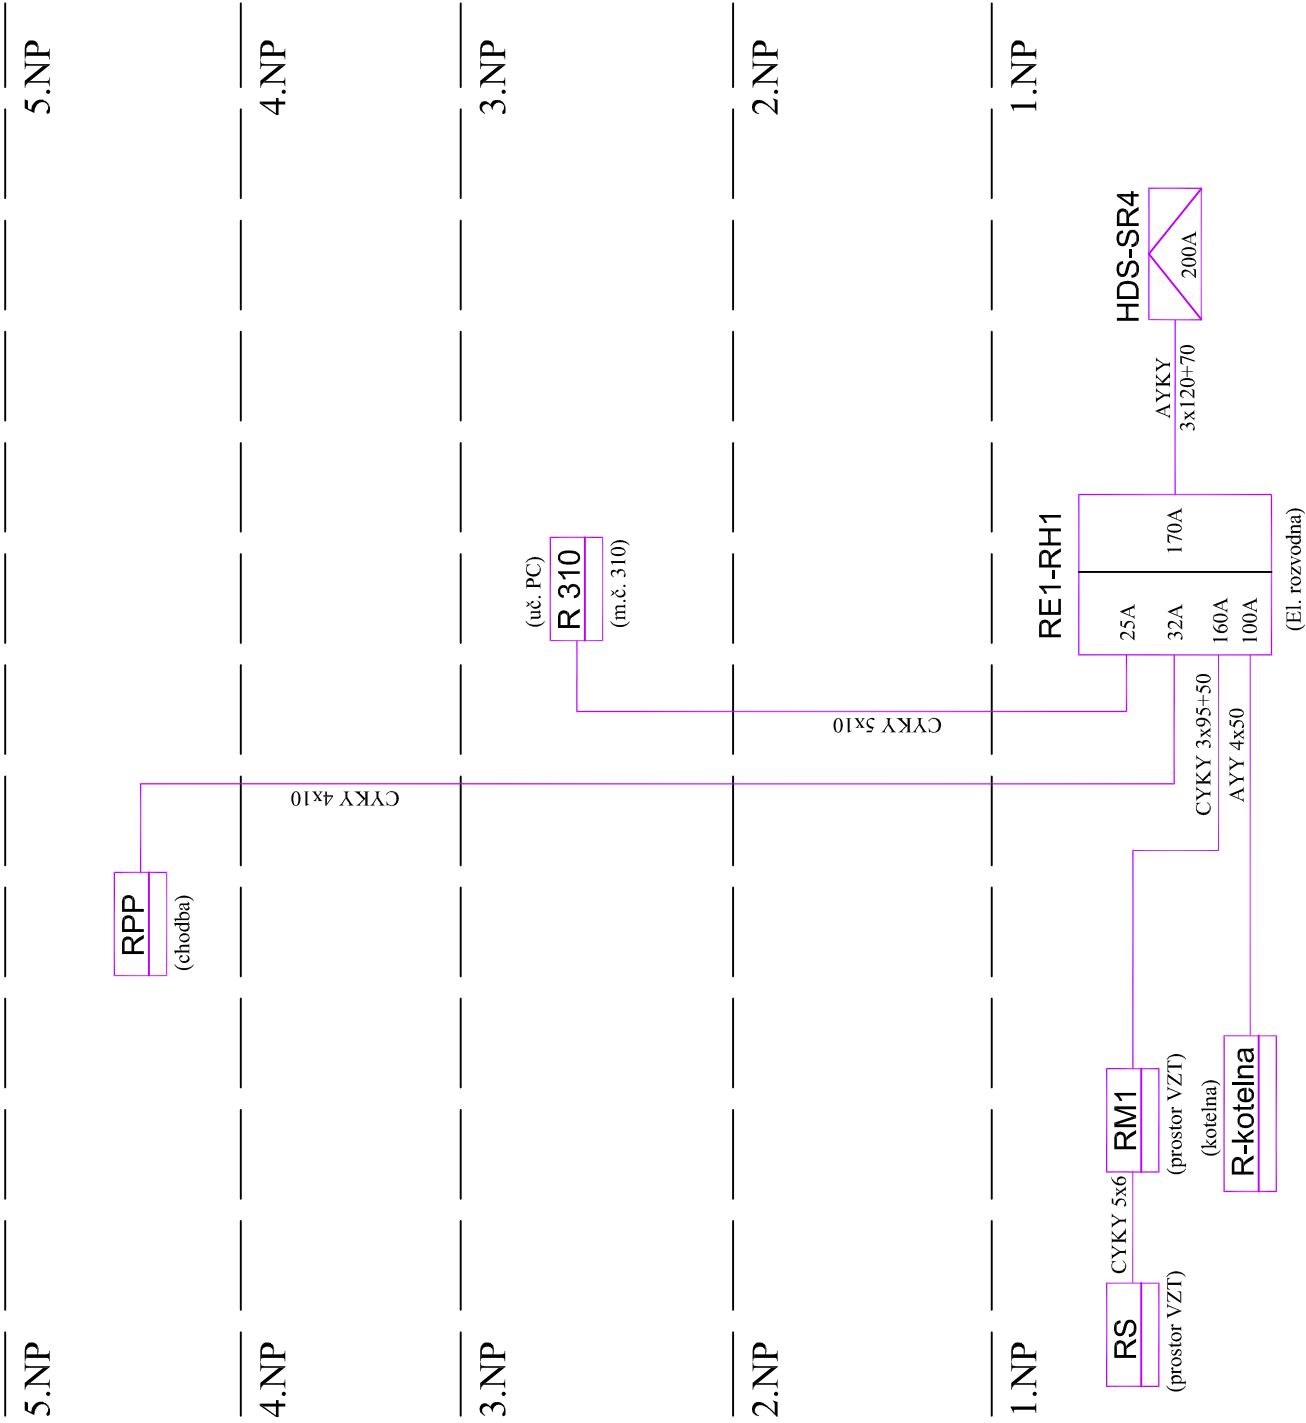 5.NP
5.NP
4.NP
4.NP
3.NP
3.NP
2.NP
2.NP
1.NP
1.NP
RPP
(chodba)
CYKY 4x10
(uč. PC)
R 310
(m.č. 310)
CYKY 5x10
RS
(prostor VZT)
CYKY 5x6
RM1
(prostor VZT)
(kotelna)
R-kotelna
CYKY 3x95+50
AYY 4x50
RE1-RH1
25A
32A
160A
100A
170A
(El. rozvodna)
AYKY
3x120+70
HDS-SR4
200A